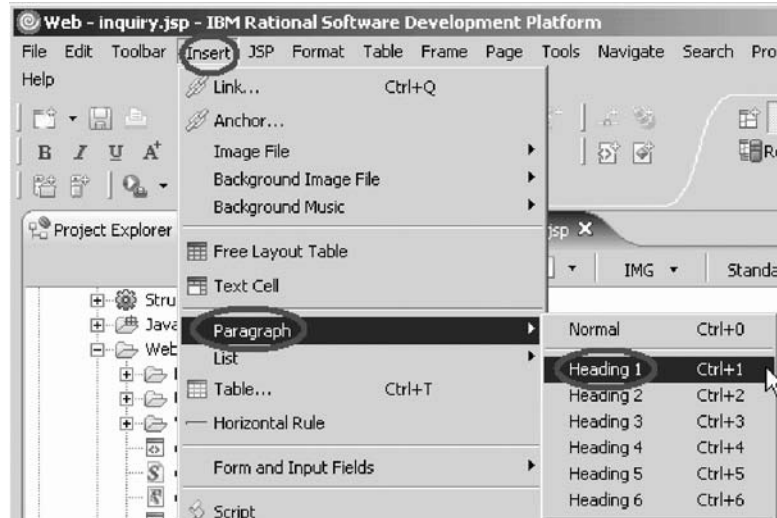 Web - inquiry.jsp - IBM Rational Software Development Platform
File Edit Toolbar Insert JSP Format Table Frame Page Tools Navigate Search Pro
Help
Link... Ctrl+Q
Anchor...
Image File
Background Image File
Background Music
B I U A
Project Explorer
jsp
Free Layout Table
IMG Standa
Text Cell
Stru
Java
Web
Paragraph
Normal Ctrl+0
List
Heading 1 Ctrl+1
Table... Ctrl+T
Heading 2 Ctrl+2
Horizontal Rule
Heading 3 Ctrl+3
Heading 4 Ctrl+4
Form and Input Fields
Heading 5 Ctrl+5
Heading 6 Ctrl+6
Script